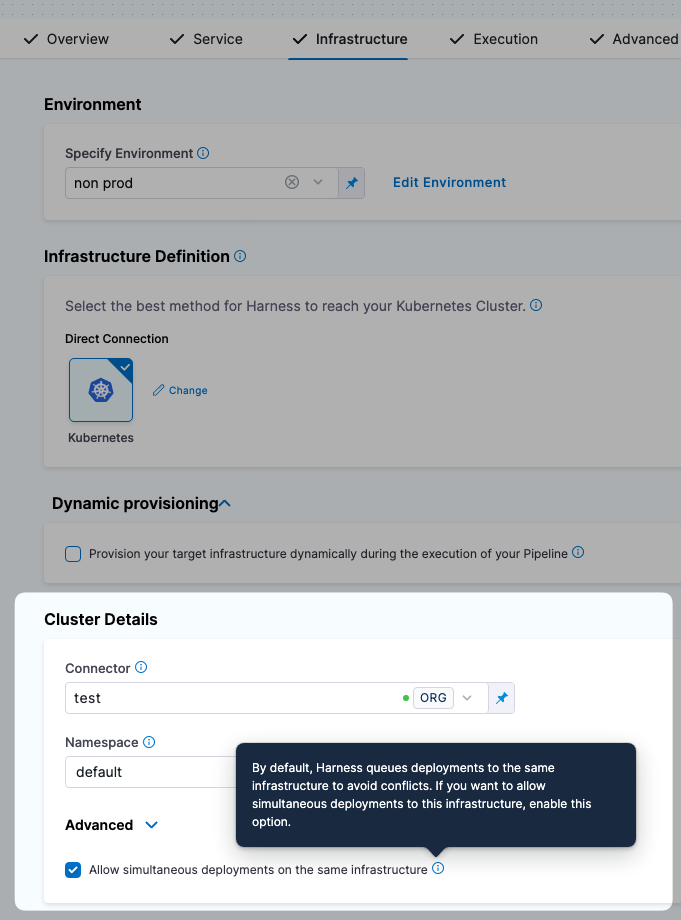 Overview
Service
Infrastructure
Execution
Advanced
Environment
Specify Environment
non prod
Edit Environment
Infrastructure Definition
Select the best method for Harness to reach your Kubernetes Cluster.
Direct Connection
Change
Kubernetes
Dynamic provisioning
Provision your target infrastructure dynamically during the execution of your Pipeline
Cluster Details
Connector
test
ORG
Namespace
default
By default, Harness queues deployments to the same
infrastructure to avoid conflicts. If you want to allow
simultaneous deployments to this infrastructure, enable this
option.
Advanced
Allow simultaneous deployments on the same infrastructure